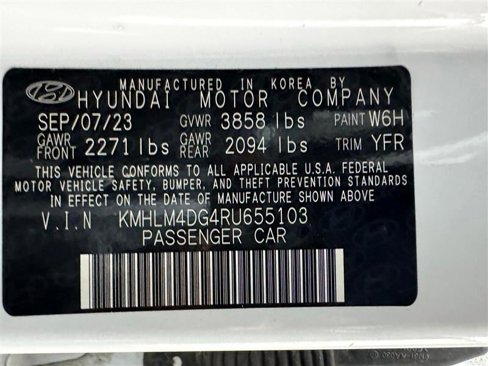 MANUFACTURED IN KOREA BY
HYUNDAI MOTOR COMPANY
SEP/07/23 GVWR 3858 lbs PAINT W6H
GAWR FRONT 2271 lbs GAWR REAR 2094 lbs TRIM YFR
THIS VEHICLE CONFORMS TO ALL APPLICABLE U.S.A. FEDERAL
MOTOR VEHICLE SAFETY, BUMPER, AND THEFT PREVENTION STANDARDS
IN EFFECT ON THE DATE OF MANUFACTURE SHOWN ABOVE
V.I.N KMHLM4DG4RU655103
PASSENGER CAR